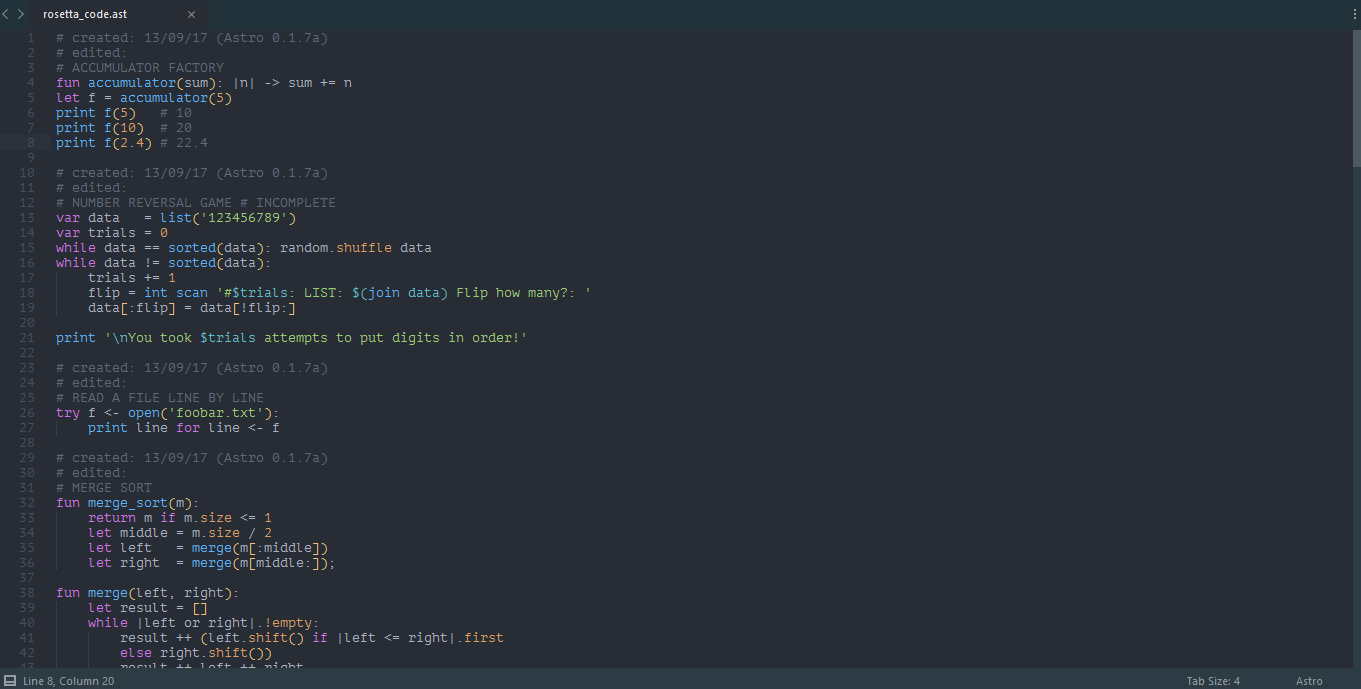 rosetta_code.ast
1 # created: 13/09/17 (Astro 0.1.7a)
2 # edited:
3 # ACCUMULATOR FACTORY
4 fun accumulator(sum): |n| -> sum += n
5 let f = accumulator(5)
6 print f(5)   # 10
7 print f(10)  # 20
8 print f(2.4) # 22.4
9
10 # created: 13/09/17 (Astro 0.1.7a)
11 # edited:
12 # NUMBER REVERSAL GAME # INCOMPLETE
13 var data   = list('123456789')
14 var trials = 0
15 while data == sorted(data): random.shuffle data
16 while data != sorted(data):
17     trials += 1
18     flip = int scan '#$trials: LIST: $(join data) Flip how many?: '
19     data[:flip] = data[!flip:]
20
21 print '\nYou took $trials attempts to put digits in order!'
22
23 # created: 13/09/17 (Astro 0.1.7a)
24 # edited:
25 # READ A FILE LINE BY LINE
26 try f <- open('foobar.txt'):
27     print line for line <- f
28
29 # created: 13/09/17 (Astro 0.1.7a)
30 # edited:
31 # MERGE SORT
32 fun merge_sort(m):
33     return m if m.size <= 1
34     let middle = m.size / 2
35     let left   = merge(m[:middle])
36     let right  = merge(m[middle:]);
37
38 fun merge(left, right):
39     let result = []
40     while |left or right|.!empty:
41         result ++ (left.shift() if |left <= right|.first
42         else right.shift())
43         result ++ left ++ right
Line 8, Column 20
Tab Size: 4
Astro